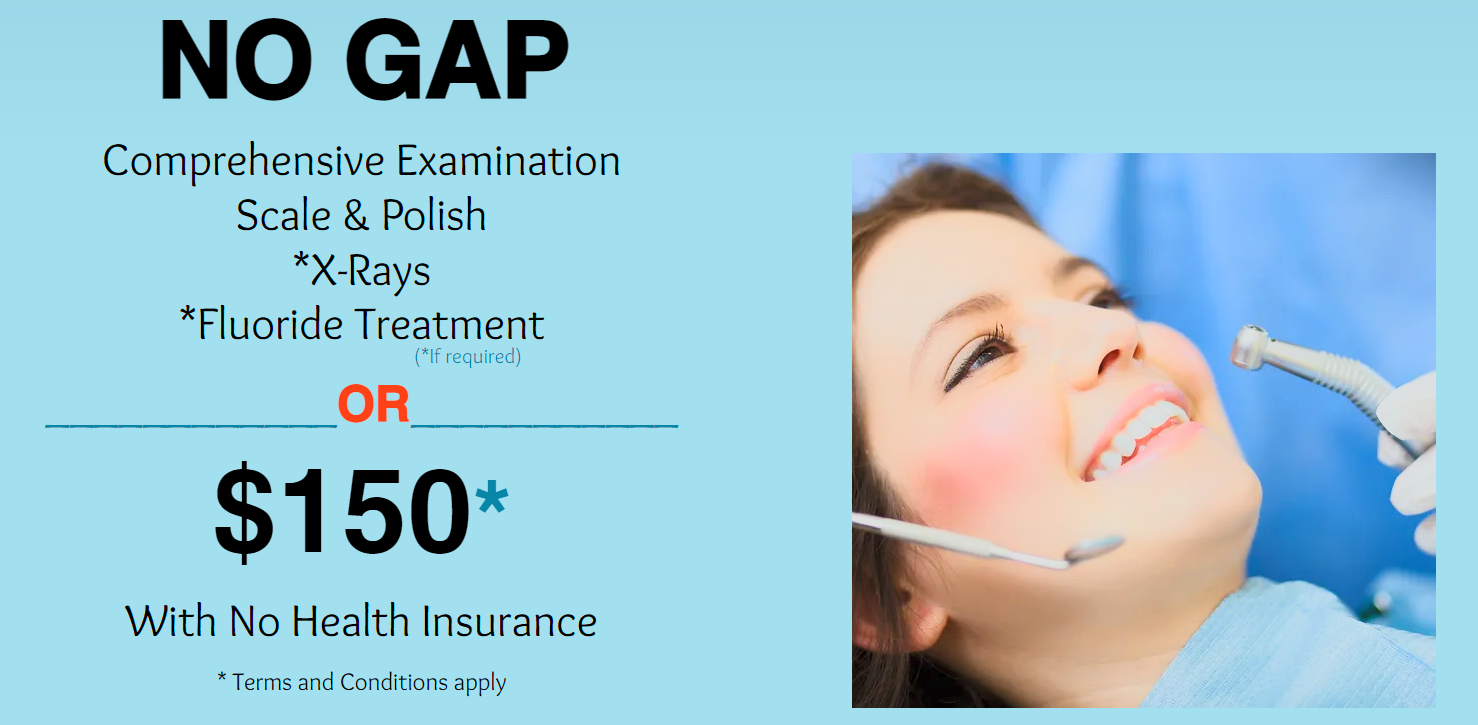 NO GAP
Comprehensive Examination
Scale & Polish
*X-Rays
*Fluoride Treatment
(*If required)
OR
$150*
With No Health Insurance
* Terms and Conditions apply